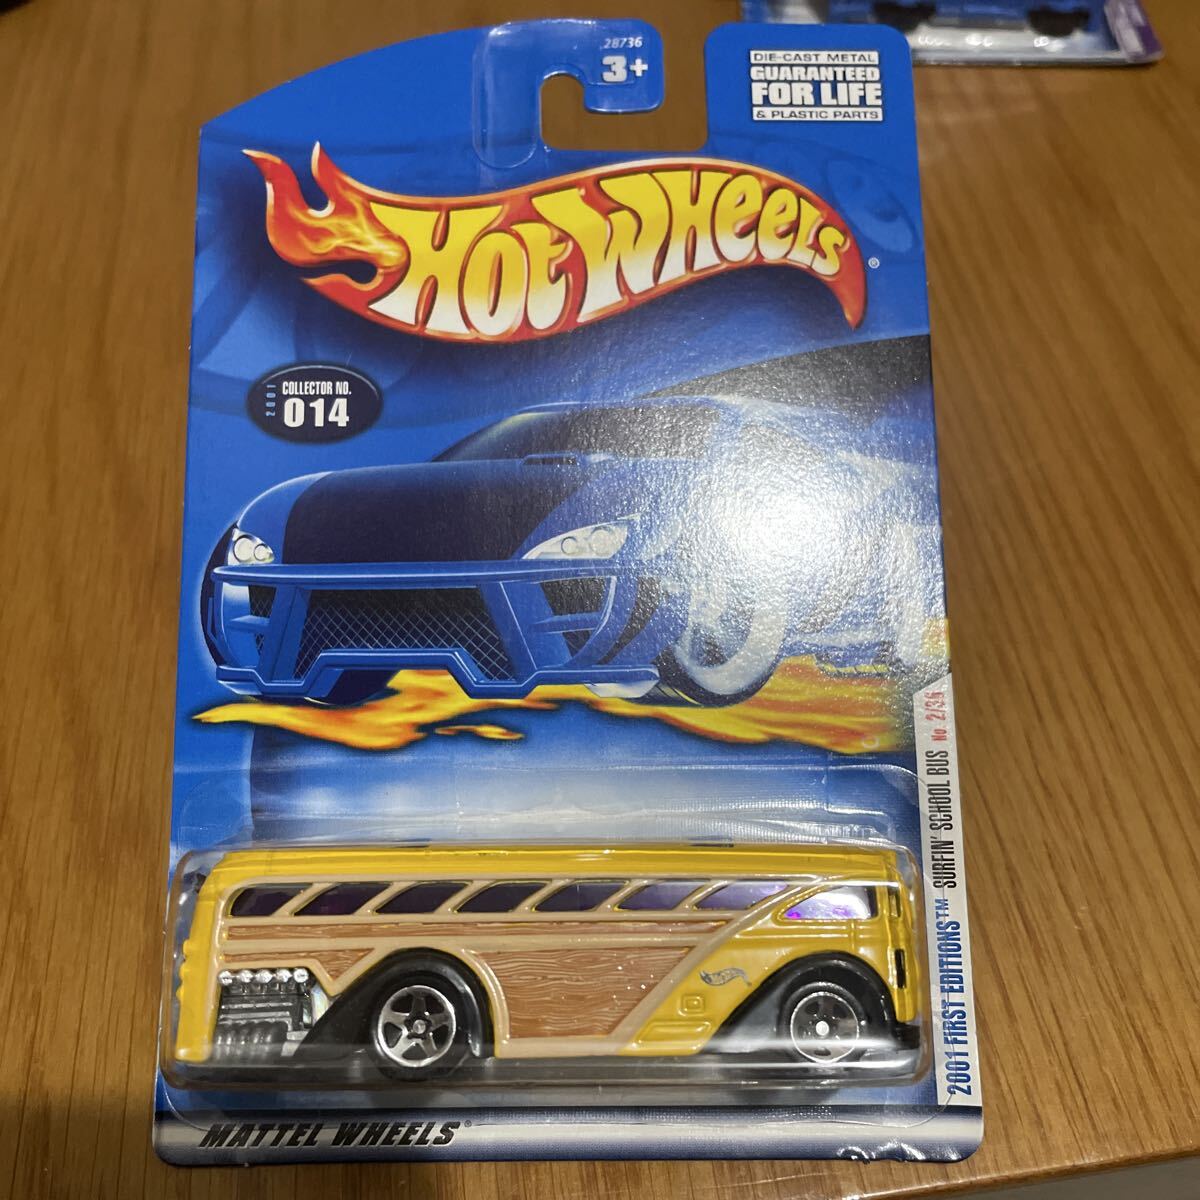 28736
3+
DIE-CAST METAL
GUARANTEED
FOR LIFE
& PLASTIC PARTS
HOT WHEELS®
2001
COLLECTOR NO.
014
2001 FIRST EDITIONS™ SURFIN' SCHOOL BUS No. 2/36
MATTEL WHEELS®